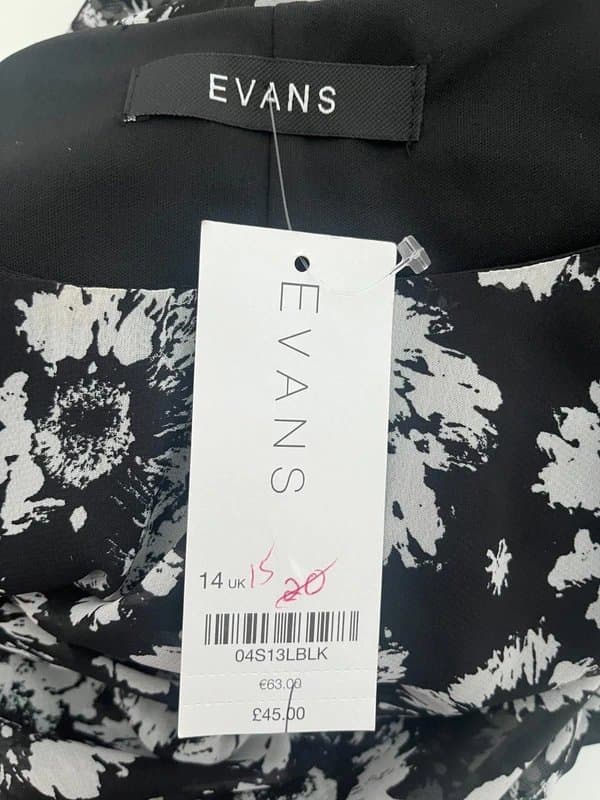 EVANS
EVANS
14 UK 15 20
04S13LBLK
€63.00
£45.00